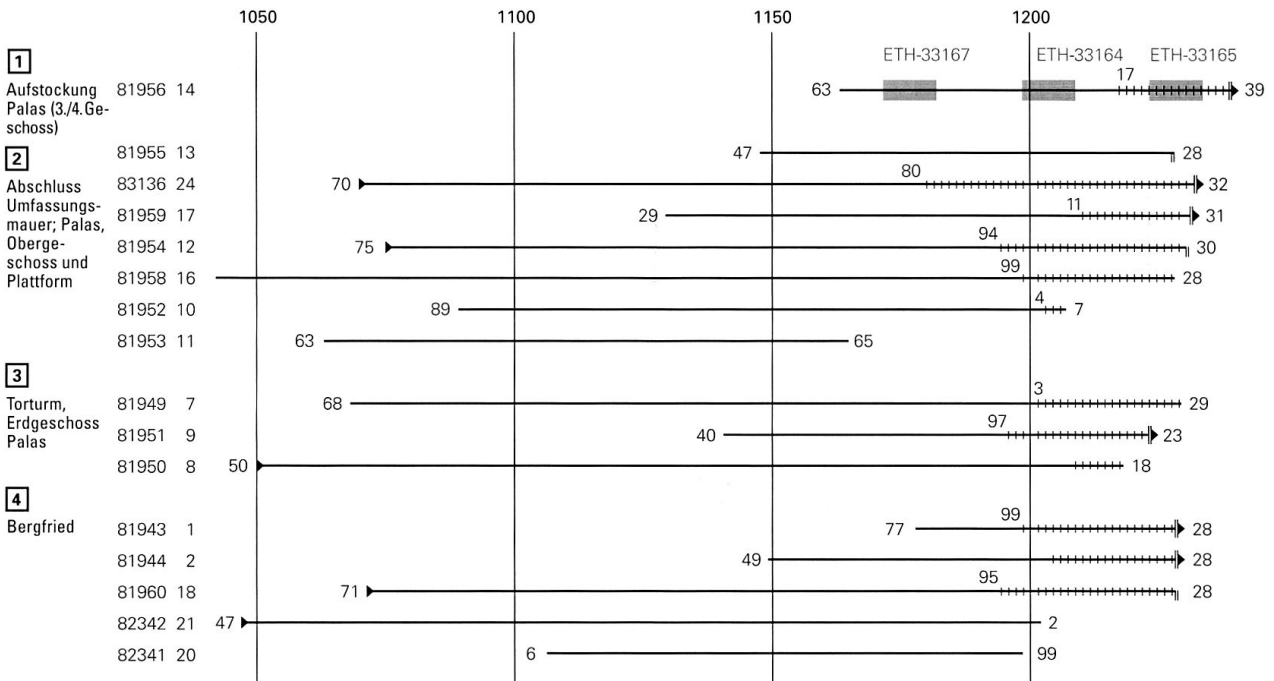 1050 1100 1150 1200
ETH-33167 ETH-33164 ETH-33165
1
17
Aufstockung 81956 14 63 39
Palas (3./4. Ge-
schoss)
81955 13 47 28
2
80
Abschluss 83136 24 70 32
Umfassungs-
mauer; Palas, 81959 17 29 11 31
Oberge-
schoss und 81954 12 75 94 30
Plattform 81958 16 99 28
81952 10 89 4 7
81953 11 63 65
3
3
Torturm, 81949 7 68 29
Erdgeschoss
Palas 81951 9 40 97 23
81950 8 50 18
4
99
Bergfried 81943 1 77 28
81944 2 49 28
81960 18 71 95 28
82342 21 47 2
82341 20 6 99